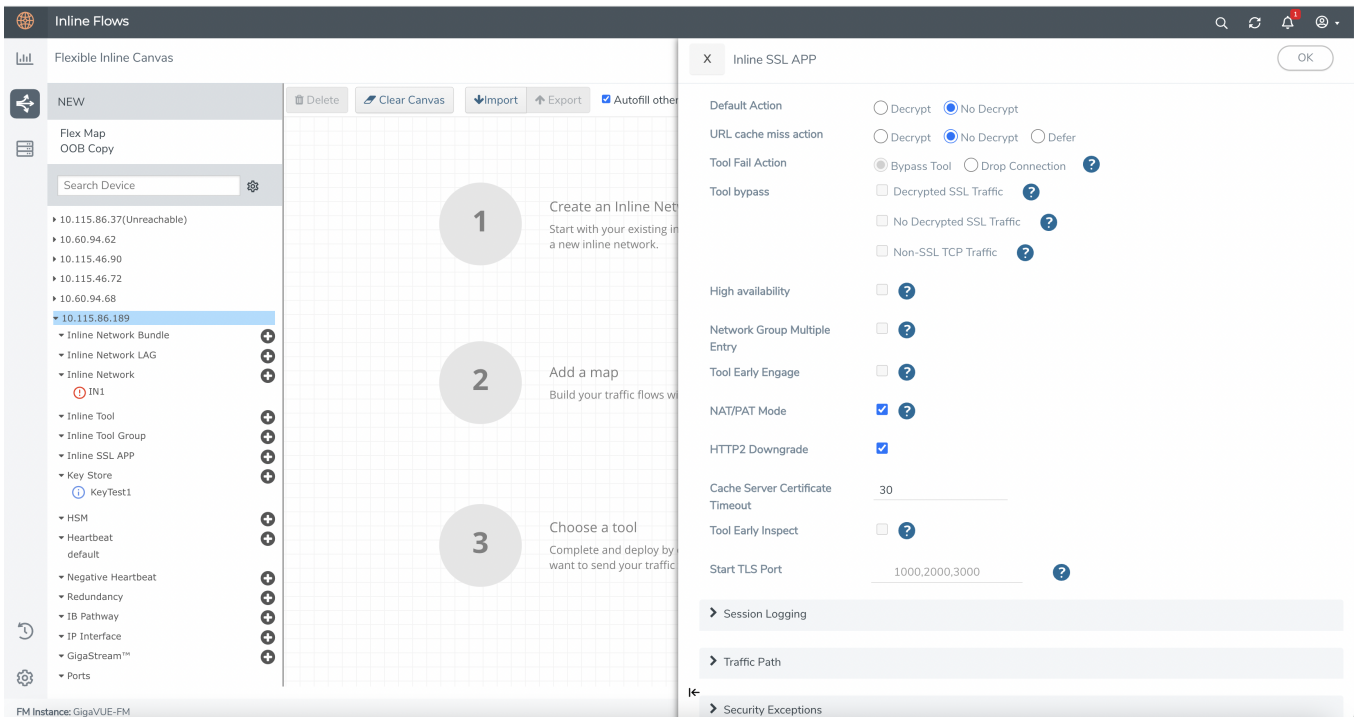 Inline Flows
1
Flexible Inline Canvas
X
Inline SSL APP
OK
NEW
Flex Map
OOB Copy
Search Device
10.115.86.37(Unreachable)
10.60.94.62
10.115.46.90
10.115.46.72
10.60.94.68
10.115.86.189
Inline Network Bundle
Inline Network LAG
Inline Network
IN1
Inline Tool
Inline Tool Group
Inline SSL APP
Key Store
KeyTest1
HSM
Heartbeat
default
Negative Heartbeat
Redundancy
IB Pathway
IP Interface
GigaStream™
Ports
FM Instance: GigaVUE-FM
Delete
Clear Canvas
Import
Export
Autofill other
1
Create an Inline Net
Start with your existing in
a new inline network.
2
Add a map
Build your traffic flows wi
3
Choose a tool
Complete and deploy by
want to send your traffic
Default Action
Decrypt
No Decrypt
URL cache miss action
Decrypt
No Decrypt
Defer
Tool Fail Action
Bypass Tool
Drop Connection
?
Tool bypass
Decrypted SSL Traffic
?
No Decrypted SSL Traffic
?
Non-SSL TCP Traffic
?
High availability
?
Network Group Multiple
Entry
?
Tool Early Engage
?
NAT/PAT Mode
?
HTTP2 Downgrade
Cache Server Certificate
Timeout
30
Tool Early Inspect
?
Start TLS Port
1000,2000,3000
?
Session Logging
Traffic Path
Security Exceptions